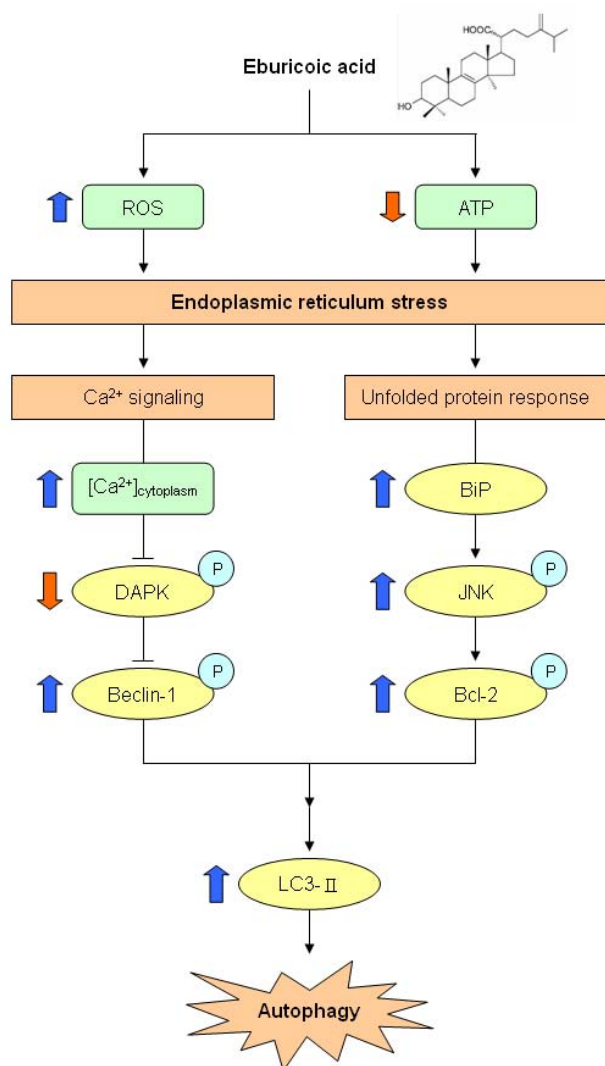 HOOC
Eburicoic acid
HO
ROS
ATP
Endoplasmic reticulum stress
Ca²⁺ signaling
Unfolded protein response
[Ca²⁺]cytoplasm
BiP
P
P
DAPK
JNK
P
P
Beclin-1
Bcl-2
LC3-Ⅱ
Autophagy